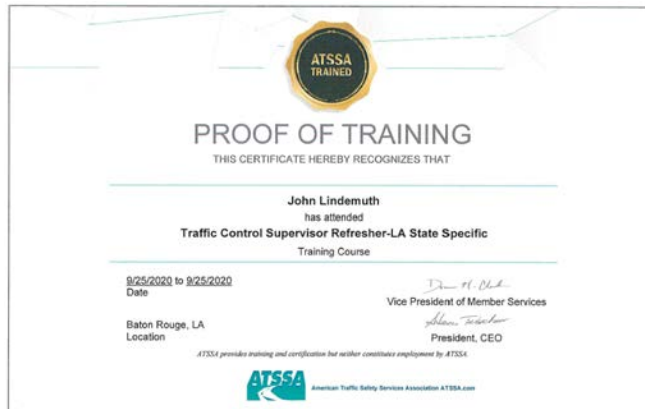 ATSSA
TRAINED
PROOF OF TRAINING
THIS CERTIFICATE HEREBY RECOGNIZES THAT
John Lindemuth
has attended
Traffic Control Supervisor Refresher-LA State Specific
Training Course
9/25/2020 to 9/25/2020
Date
Vice President of Member Services
Baton Rouge, LA
Location
President, CEO
ATSSA provides training and certification but neither constitutes employment by ATSSA.
ATSSA
American Traffic Safety Services Association ATSSA.com